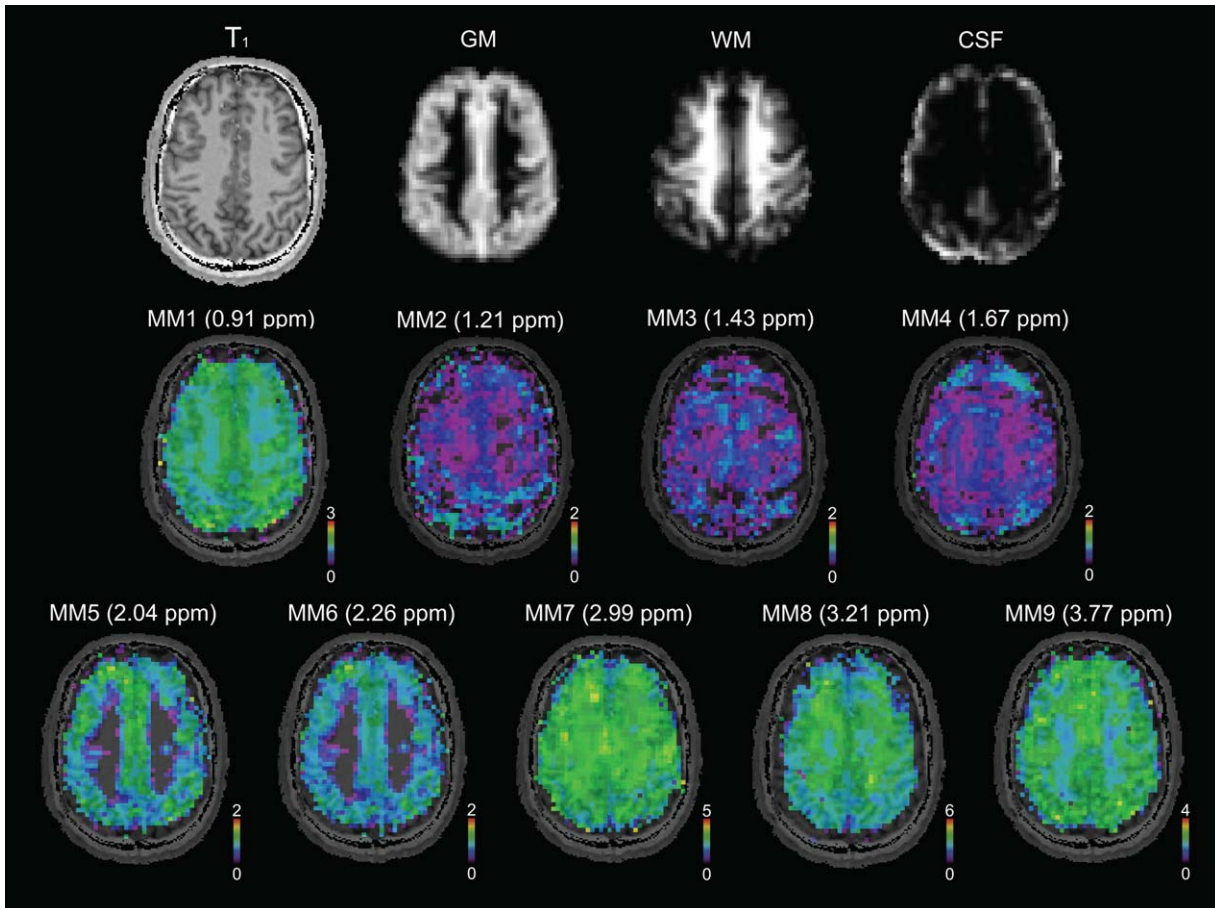 T₁ GM WM CSF
MM1 (0.91 ppm) MM2 (1.21 ppm) MM3 (1.43 ppm) MM4 (1.67 ppm)
3 2 2 2
0 0 0 0
MM5 (2.04 ppm) MM6 (2.26 ppm) MM7 (2.99 ppm) MM8 (3.21 ppm) MM9 (3.77 ppm)
2 2 5 6 4
0 0 0 0 0